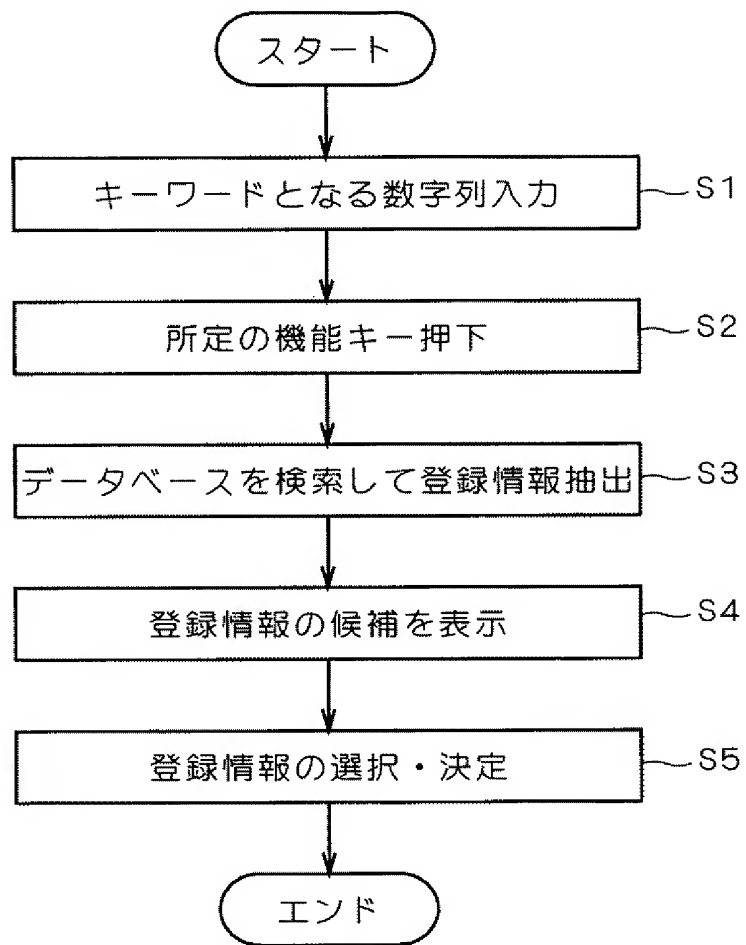 スタート
キーワードとなる数字列入力
S1
所定の機能キー押下
S2
データベースを検索して登録情報抽出
S3
登録情報の候補を表示
S4
登録情報の選択・決定
S5
エンド